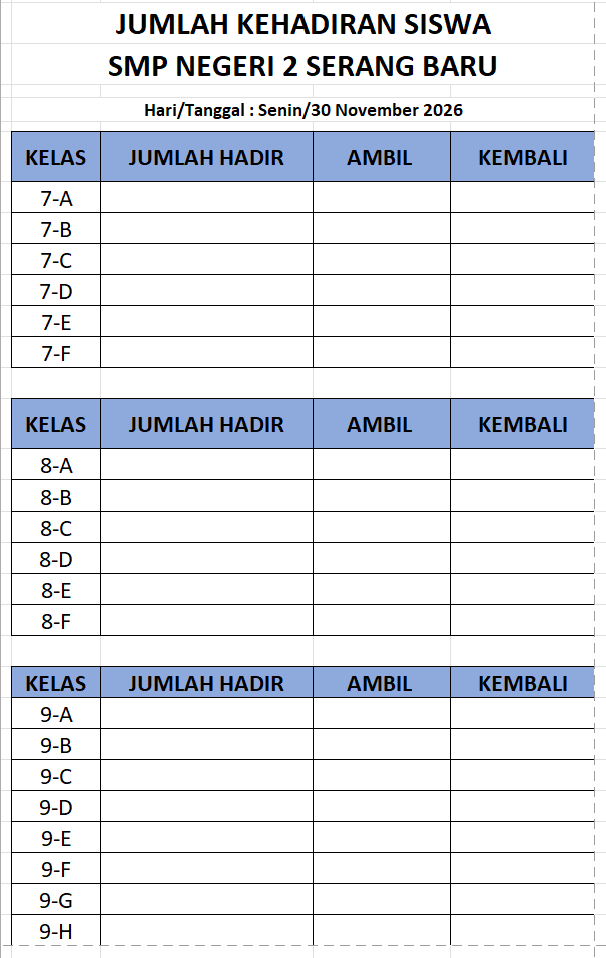 JUMLAH KEHADIRAN SISWA
SMP NEGERI 2 SERANG BARU
Hari/Tanggal : Senin/30 November 2026
KELAS JUMLAH HADIR AMBIL KEMBALI
7-A
7-B
7-C
7-D
7-E
7-F
KELAS JUMLAH HADIR AMBIL KEMBALI
8-A
8-B
8-C
8-D
8-E
8-F
KELAS JUMLAH HADIR AMBIL KEMBALI
9-A
9-B
9-C
9-D
9-E
9-F
9-G
9-H